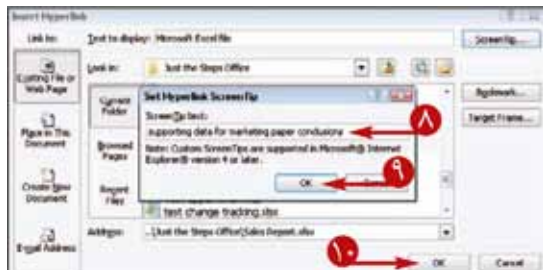 Insert Hyperlink
Link to:
Text to display: Microsoft Excel file
ScreenTip...
Existing File or
Web Page
Look in: Just the Steps Office
Current
Folder
Set Hyperlink ScreenTip
Bookmark...
ScreenTip text:
٨
Target Frame...
Place in This
Document
supporting data for marketing paper conclusions
Browsed
Pages
Note: Custom ScreenTips are supported in Microsoft® Internet
Explorer® version 4 or later.
٩
Create New
Document
Recent
Files
OK
test change tracking.xlsx
Address: ..\Just the Steps Office\Sales Report.xlsx
E-mail Address
١٠
OK
Cancel